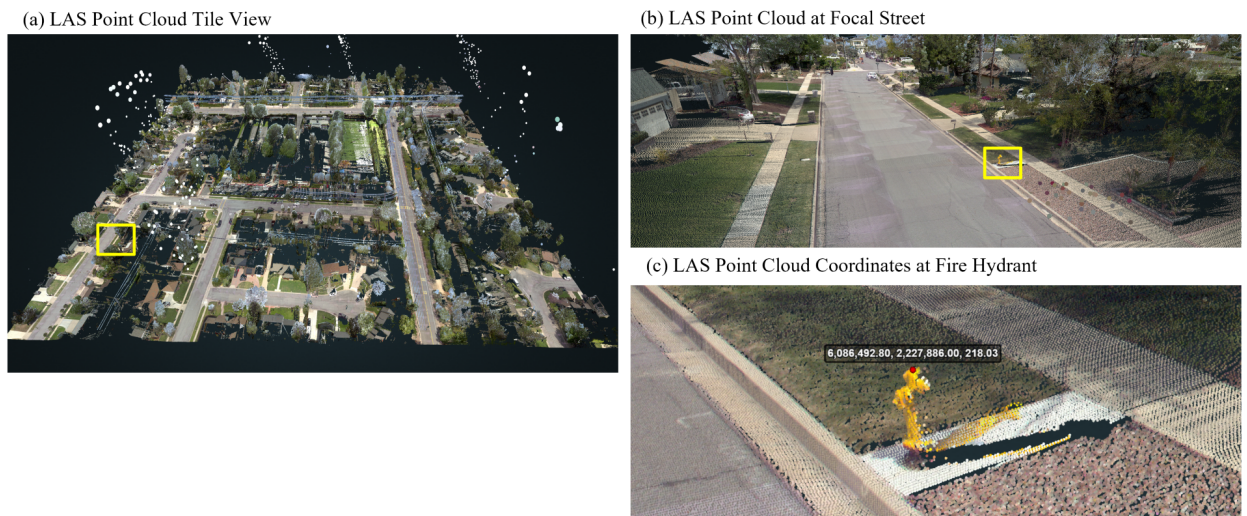 (a) LAS Point Cloud Tile View
(b) LAS Point Cloud at Focal Street
(c) LAS Point Cloud Coordinates at Fire Hydrant
6,086,492.80, 2,227,886.00, 218.03